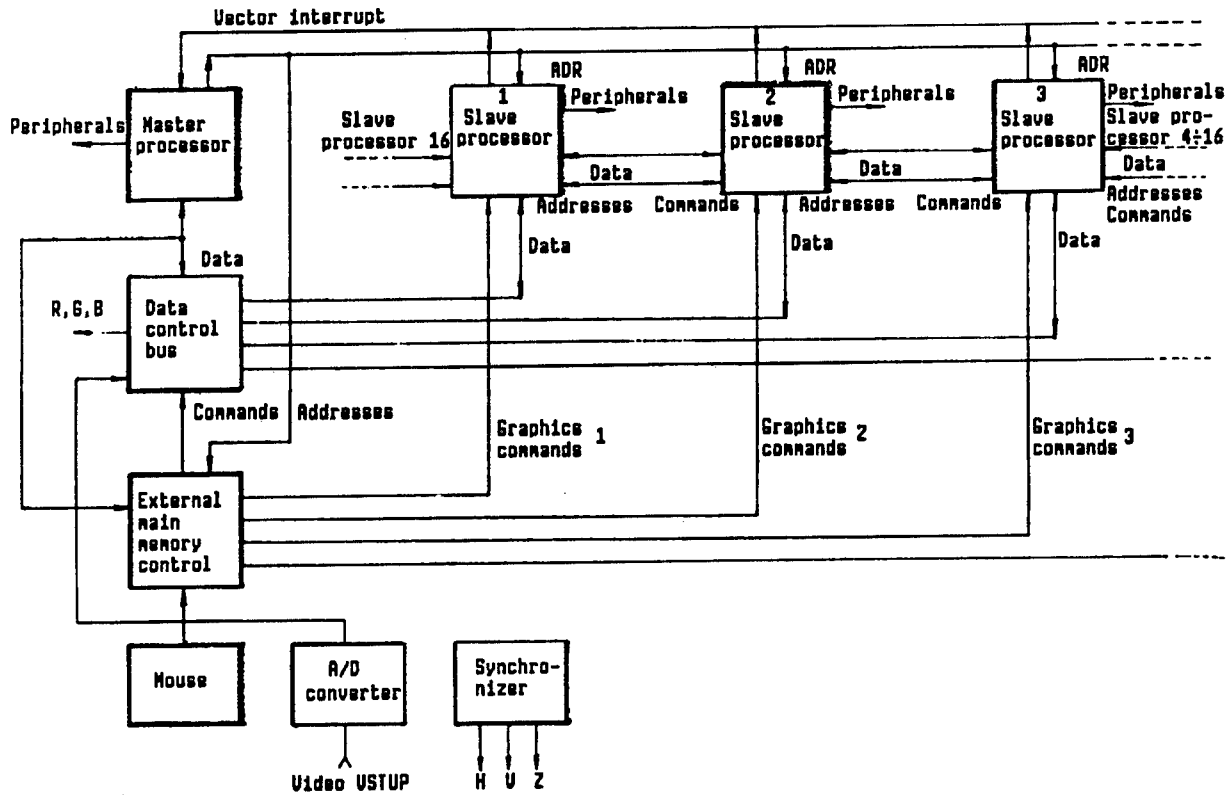 Vector interrupt
ADR
ADR
ADR
Peripherals
Master
processor
Slave
processor 16
1
Slave
processor
Peripherals
2
Slave
processor
Peripherals
3
Slave
processor
Peripherals
Slave pro-
cessor 4÷16
Data
Addresses
Commands
Data
Addresses
Commands
Data
Addresses
Commands
Data
Data
Data
Data
R,G,B
Data
control
bus
Commands
Addresses
Graphics 1
commands
Graphics 2
commands
Graphics 3
commands
External
main
memory
control
Mouse
A/D
converter
Synchro-
nizer
Video VSTUP
H V Z